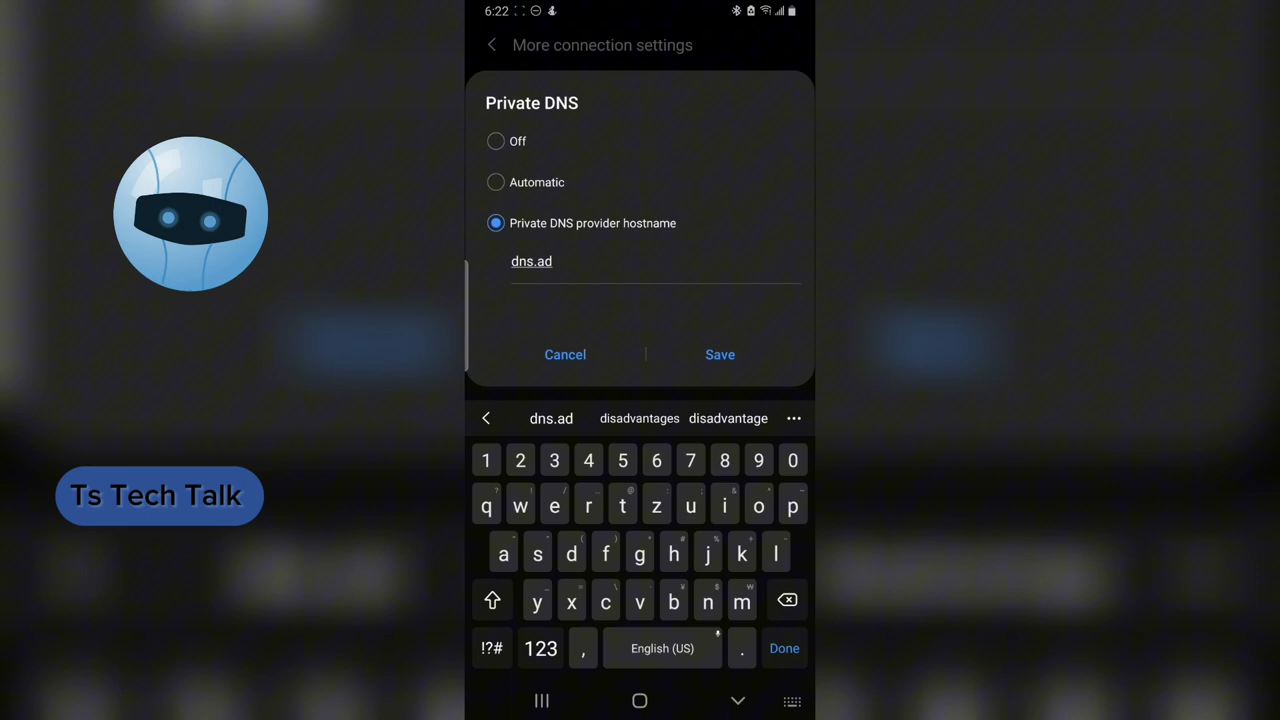 6:22
More connection settings
Private DNS
Off
Automatic
Private DNS provider hostname
dns.ad
Cancel
Save
dns.ad disadvantages disadvantage
1 2 3 4 5 6 7 8 9 0
q w e r t z u i o p
a s d f g h j k l
y x c v b n m
!?# 123 , English (US) . Done
Ts Tech Talk